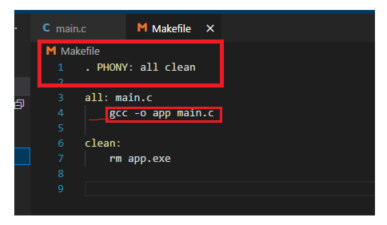 main.c
Makefile
Makefile
1 . PHONY: all clean
2
3 all: main.c
4 gcc -o app main.c
5
6 clean:
7 rm app.exe
8
9